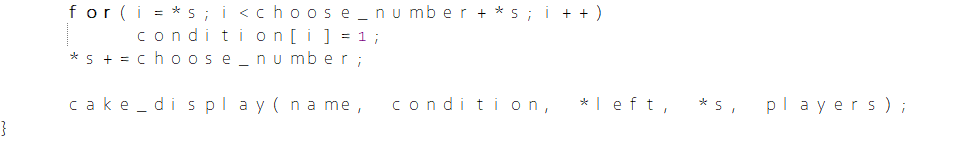 for(i=*s;i<choose_number+*s;i++)
condition[i]=1;
*s+=choose_number;
cake_display(name, condition, *left, *s, players);
}